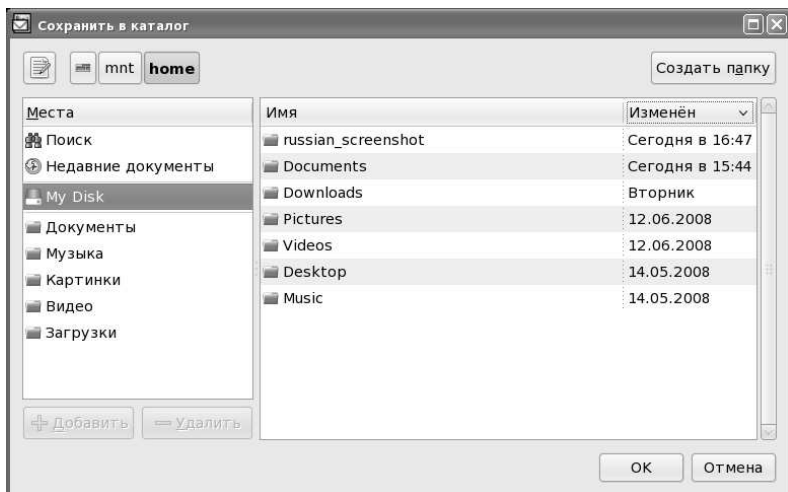 Сохранить в каталог
mnt home Создать папку
Места
Поиск
Недавние документы
My Disk
Документы
Музыка
Картинки
Видео
Загрузки
Добавить Удалить
Имя Изменён
russian_screenshot Сегодня в 16:47
Documents Сегодня в 15:44
Downloads Вторник
Pictures 12.06.2008
Videos 12.06.2008
Desktop 14.05.2008
Music 14.05.2008
OK Отмена